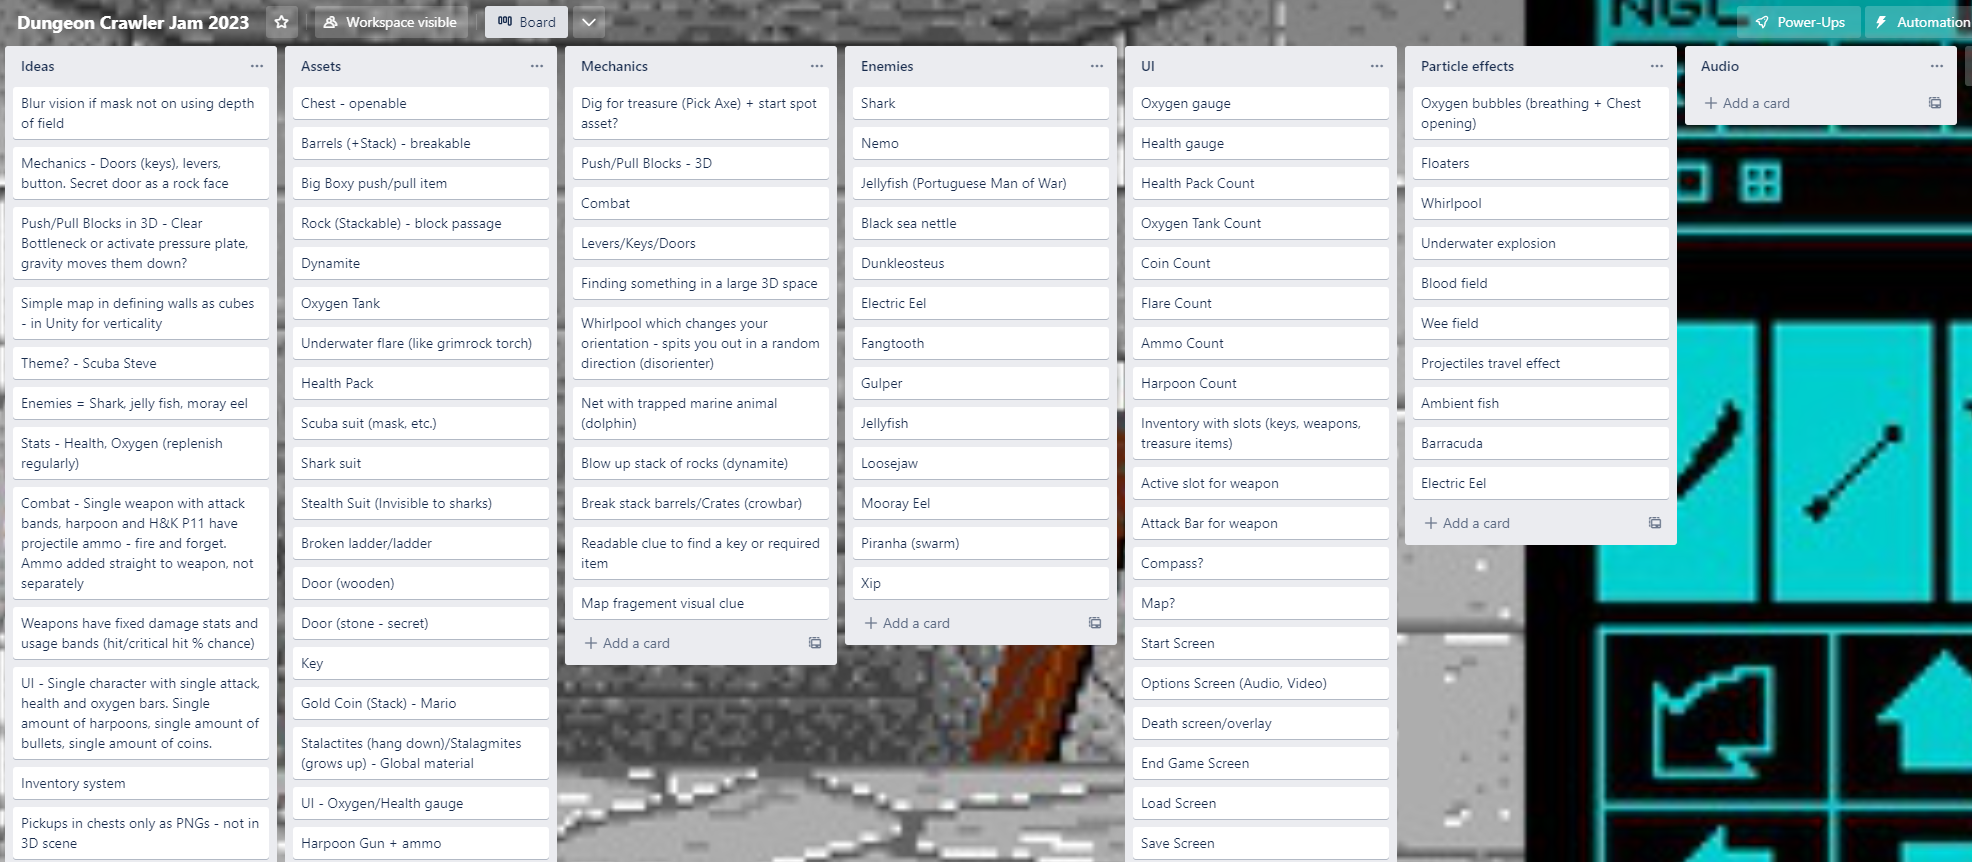 Dungeon Crawler Jam 2023
Workspace visible
Board
Power-Ups
Automation
Ideas
Blur vision if mask not on using depth
of field
Mechanics - Doors (keys), levers,
button. Secret door as a rock face
Push/Pull Blocks in 3D - Clear
Bottleneck or activate pressure plate,
gravity moves them down?
Simple map in defining walls as cubes
- in Unity for verticality
Theme? - Scuba Steve
Enemies = Shark, jelly fish, moray eel
Stats - Health, Oxygen (replenish
regularly)
Combat - Single weapon with attack
bands, harpoon and H&K P11 have
projectile ammo - fire and forget.
Ammo added straight to weapon, not
separately
Weapons have fixed damage stats and
usage bands (hit/critical hit % chance)
UI - Single character with single attack,
health and oxygen bars. Single
amount of harpoons, single amount of
bullets, single amount of coins.
Inventory system
Pickups in chests only as PNGs - not in
3D scene
Assets
Chest - openable
Barrels (+Stack) - breakable
Big Boxy push/pull item
Rock (Stackable) - block passage
Dynamite
Oxygen Tank
Underwater flare (like grimrock torch)
Health Pack
Scuba suit (mask, etc.)
Shark suit
Stealth Suit (Invisible to sharks)
Broken ladder/ladder
Door (wooden)
Door (stone - secret)
Key
Gold Coin (Stack) - Mario
Stalactites (hang down)/Stalagmites
(grows up) - Global material
UI - Oxygen/Health gauge
Harpoon Gun + ammo
Mechanics
Dig for treasure (Pick Axe) + start spot
asset?
Push/Pull Blocks - 3D
Combat
Levers/Keys/Doors
Finding something in a large 3D space
Whirlpool which changes your
orientation - spits you out in a random
direction (disorienter)
Net with trapped marine animal
(dolphin)
Blow up stack of rocks (dynamite)
Break stack barrels/Crates (crowbar)
Readable clue to find a key or required
item
Map fragement visual clue
Add a card
Enemies
Shark
Nemo
Jellyfish (Portuguese Man of War)
Black sea nettle
Dunkleosteus
Electric Eel
Fangtooth
Gulper
Jellyfish
Loosejaw
Mooray Eel
Piranha (swarm)
Xip
Add a card
UI
Oxygen gauge
Health gauge
Health Pack Count
Oxygen Tank Count
Coin Count
Flare Count
Ammo Count
Harpoon Count
Inventory with slots (keys, weapons,
treasure items)
Active slot for weapon
Attack Bar for weapon
Compass?
Map?
Start Screen
Options Screen (Audio, Video)
Death screen/overlay
End Game Screen
Load Screen
Save Screen
Particle effects
Oxygen bubbles (breathing + Chest
opening)
Floaters
Whirlpool
Underwater explosion
Blood field
Wee field
Projectiles travel effect
Ambient fish
Barracuda
Electric Eel
Add a card
Audio
Add a card